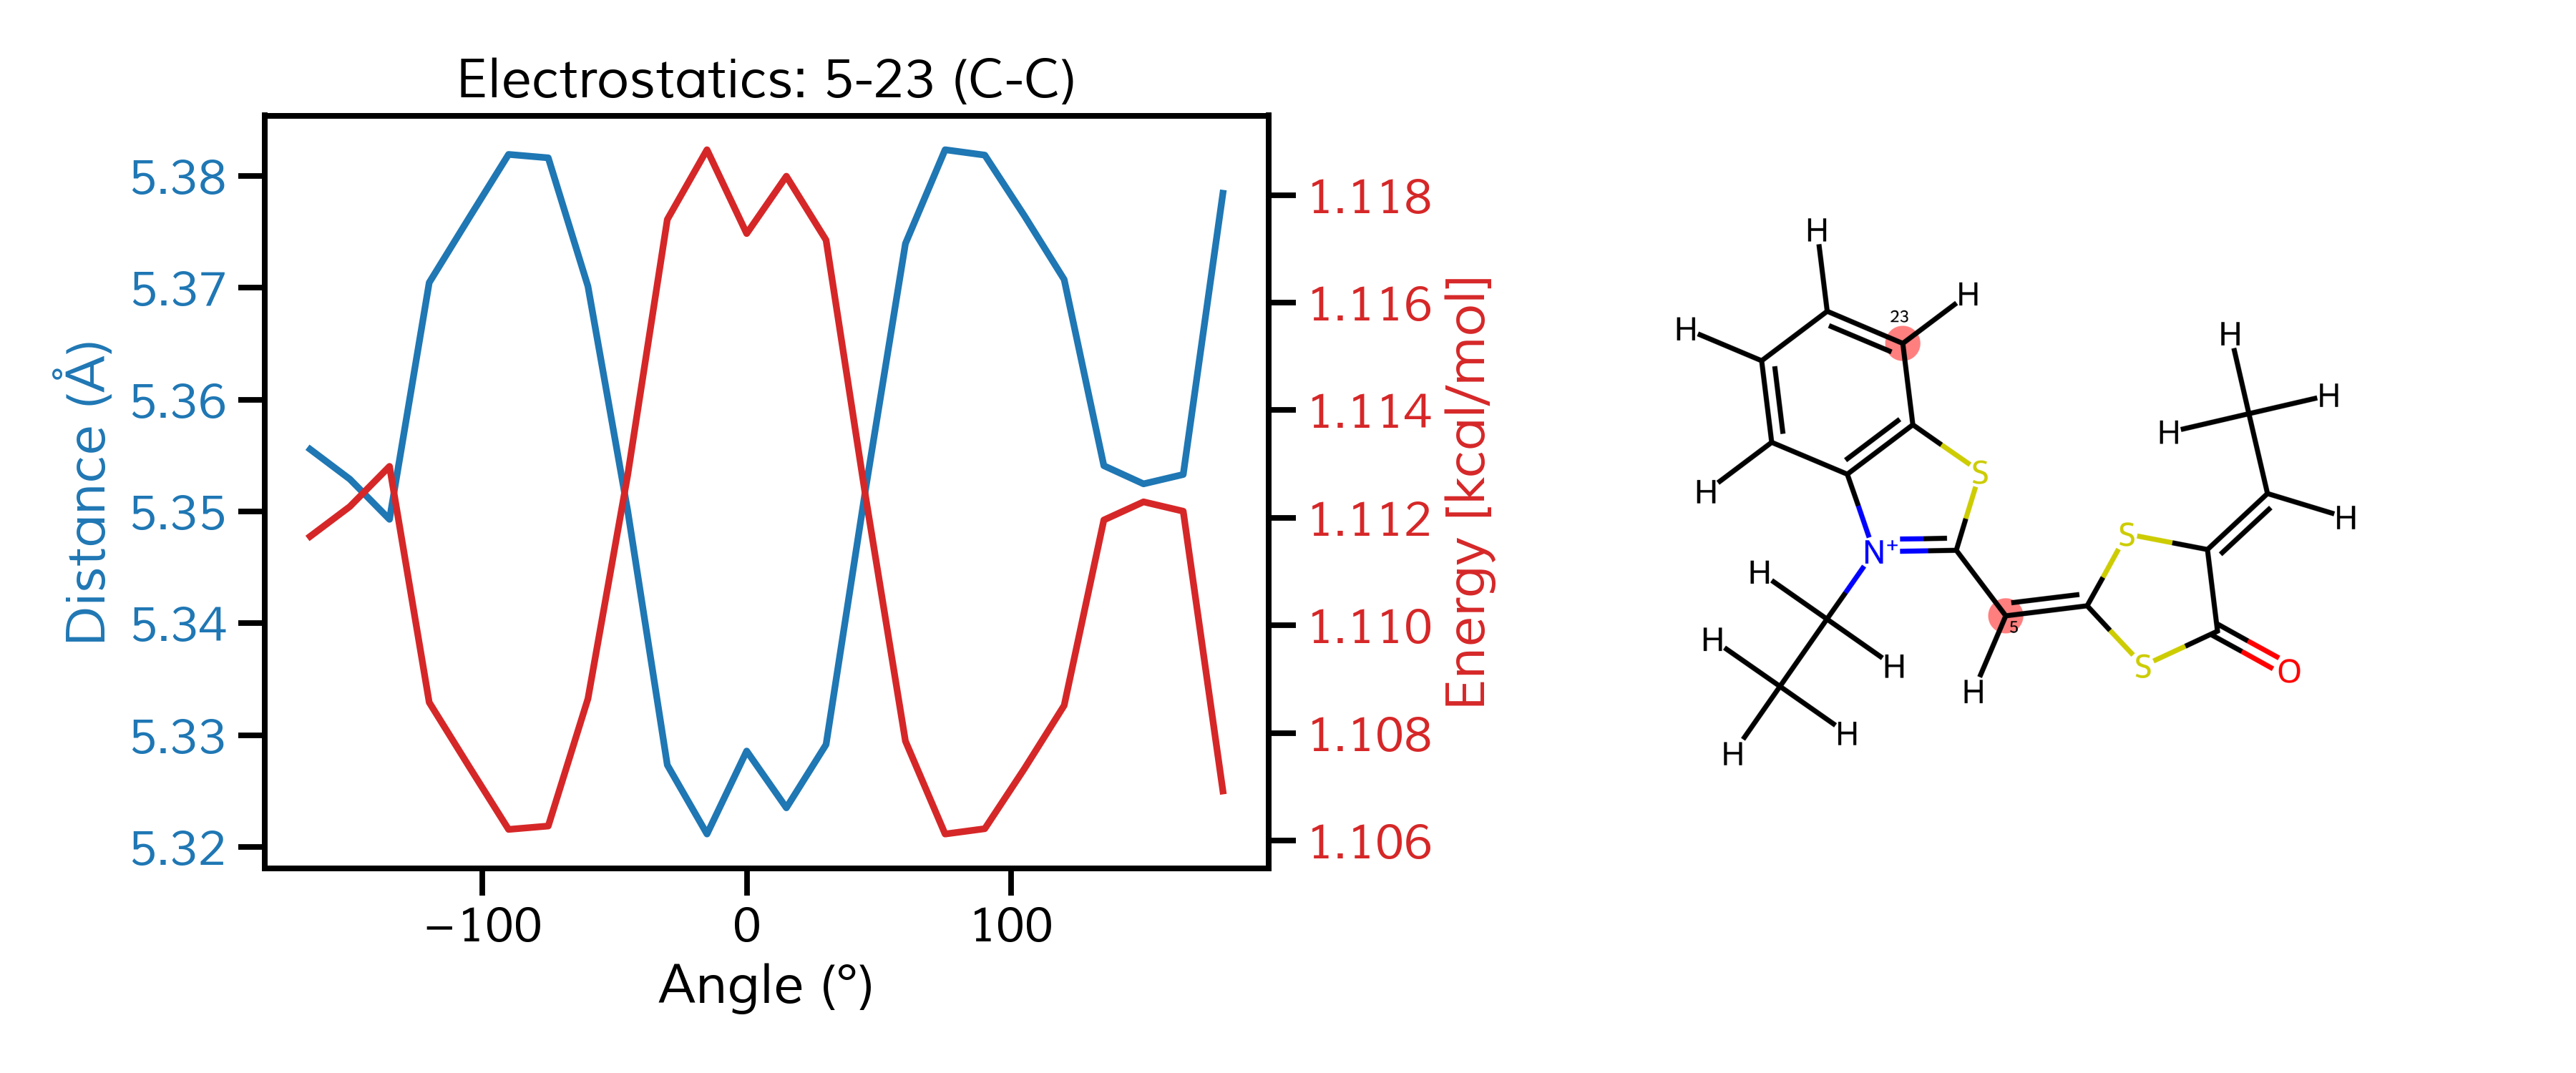 Electrostatics: 5-23 (C-C)
Distance (Å)
5.38
5.37
5.36
5.35
5.34
5.33
5.32
−100
0
100
Angle (°)
1.118
1.116
1.114
1.112
1.110
1.108
1.106
Energy [kcal/mol]
H
H
23
H
H
H
H
H
S
H
H
S
N+
H
5
H
H
S
O
H
H
H